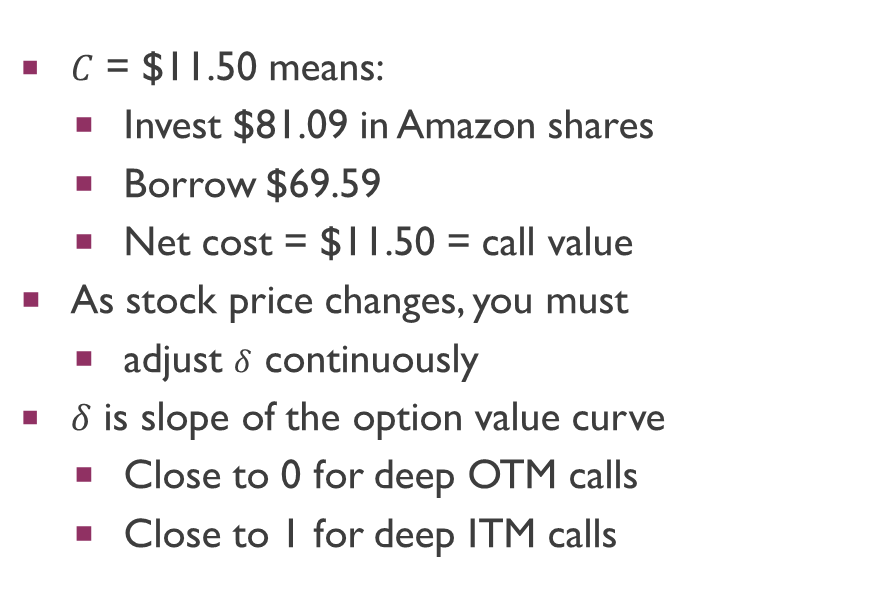 C = $11.50 means:
Invest $81.09 in Amazon shares
Borrow $69.59
Net cost = $11.50 = call value
As stock price changes, you must
adjust δ continuously
δ is slope of the option value curve
Close to 0 for deep OTM calls
Close to 1 for deep ITM calls